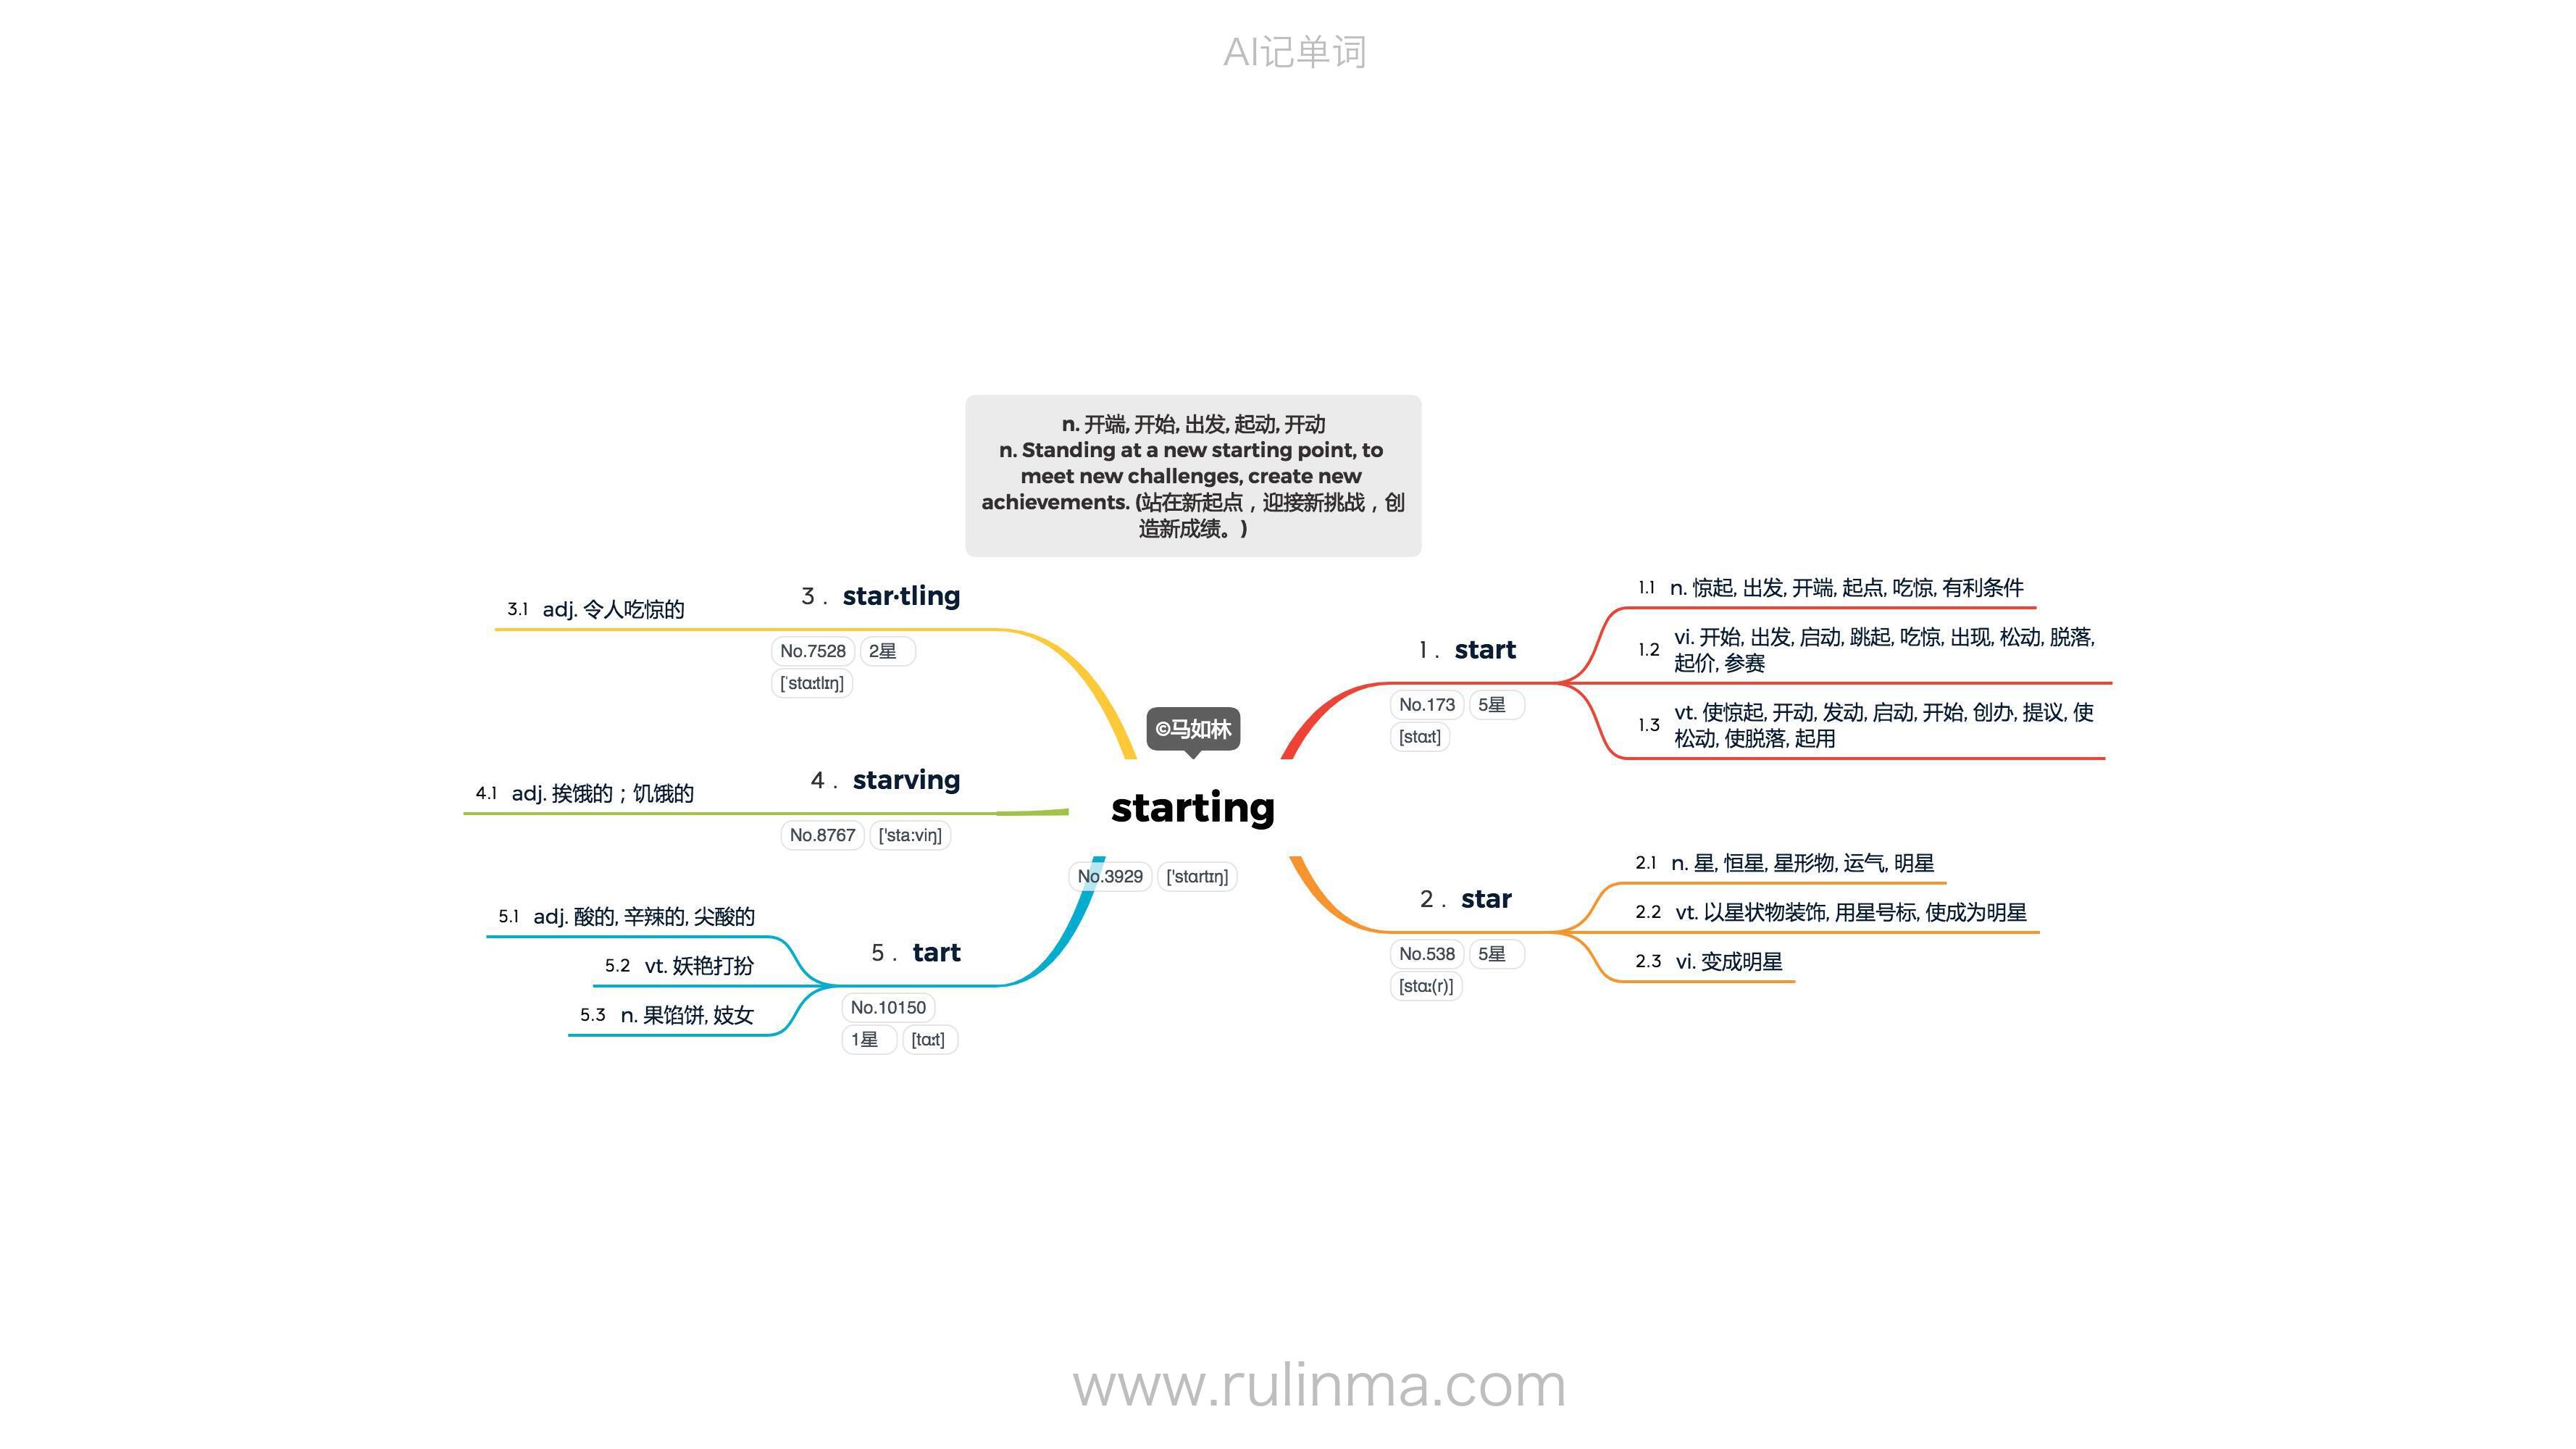 AI记单词
n. 开端, 开始, 出发, 起动, 开动
n. Standing at a new starting point, to
meet new challenges, create new
achievements. (站在新起点，迎接新挑战，创
造新成绩。)
©马如林
starting
No.3929 ['stɑrtɪŋ]
1. start
No.173 5星
[stɑːt]
1.1 n. 惊起, 出发, 开端, 起点, 吃惊, 有利条件
1.2 vi. 开始, 出发, 启动, 跳起, 吃惊, 出现, 松动, 脱落,
起价, 参赛
1.3 vt. 使惊起, 开动, 发动, 启动, 开始, 创办, 提议, 使
松动, 使脱落, 起用
2. star
No.538 5星
[stɑː(r)]
2.1 n. 星, 恒星, 星形物, 运气, 明星
2.2 vt. 以星状物装饰, 用星号标, 使成为明星
2.3 vi. 变成明星
3. star·tling
No.7528 2星
[ˈstɑːtlɪŋ]
3.1 adj. 令人吃惊的
4. starving
No.8767 ['sta:viŋ]
4.1 adj. 挨饿的；饥饿的
5. tart
No.10150
1星 [tɑːt]
5.1 adj. 酸的, 辛辣的, 尖酸的
5.2 vt. 妖艳打扮
5.3 n. 果馅饼, 妓女
www.rulinma.com